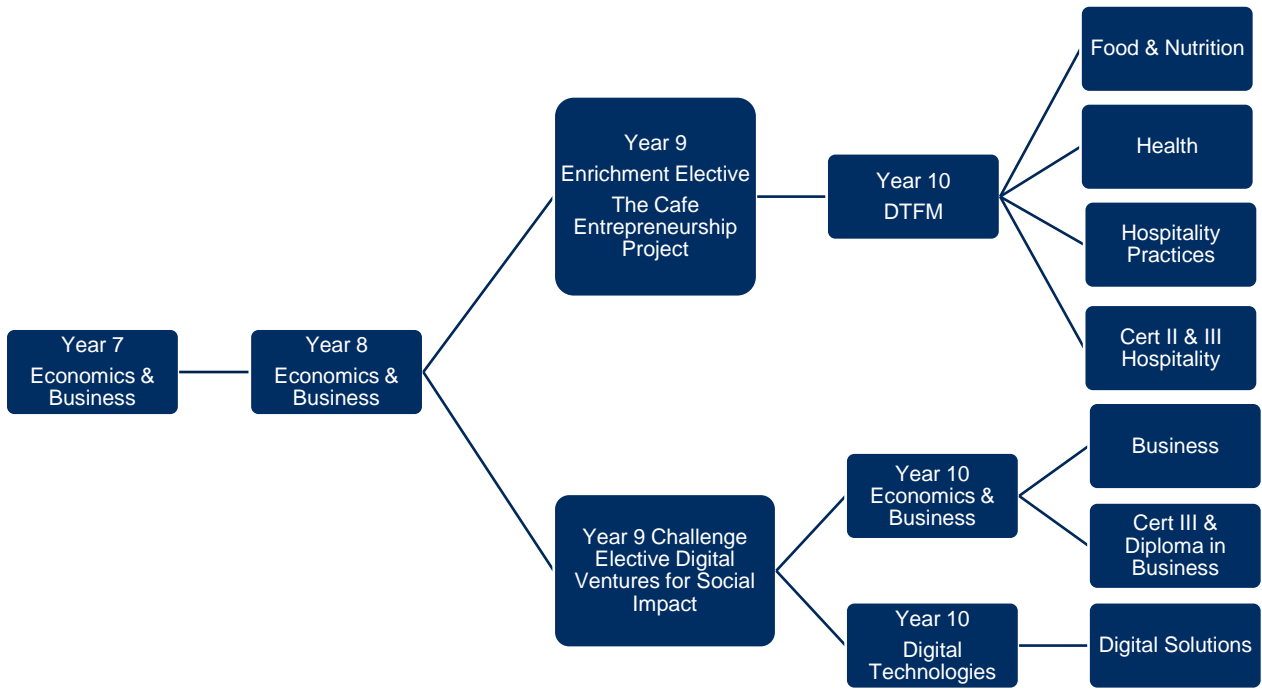 Year 7
Economics &
Business
Year 8
Economics &
Business
Year 9
Enrichment Elective
The Cafe
Entrepreneurship
Project
Year 10
DTFM
Food & Nutrition
Health
Hospitality
Practices
Cert II & III
Hospitality
Year 9 Challenge
Elective Digital
Ventures for Social
Impact
Year 10
Economics &
Business
Business
Cert III &
Diploma in
Business
Year 10
Digital
Technologies
Digital Solutions